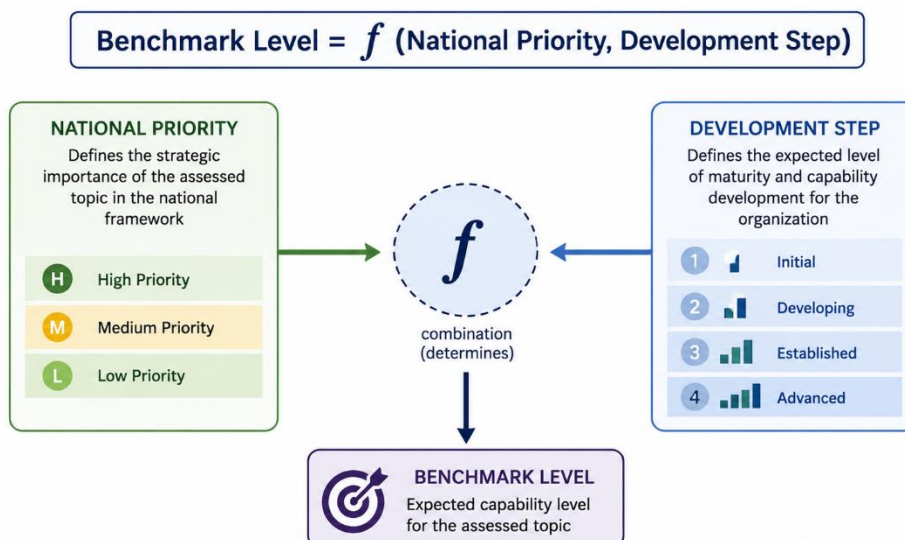 Benchmark Level = f (National Priority, Development Step)
NATIONAL PRIORITY
Defines the strategic
importance of the assessed
topic in the national
framework
H High Priority
M Medium Priority
L Low Priority
f
combination
(determines)
DEVELOPMENT STEP
Defines the expected level
of maturity and capability
development for the
organization
1 Initial
2 Developing
3 Established
4 Advanced
BENCHMARK LEVEL
Expected capability level
for the assessed topic